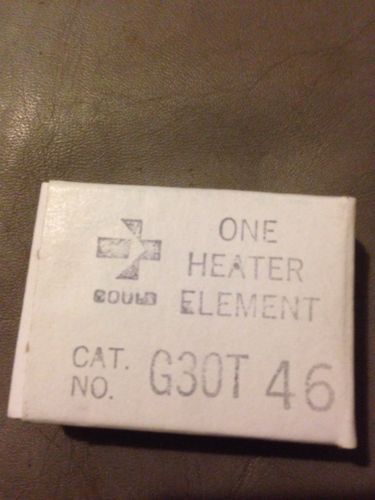 ONE
HEATER
ELEMENT
GOULD
CAT.
NO.
G30T 46